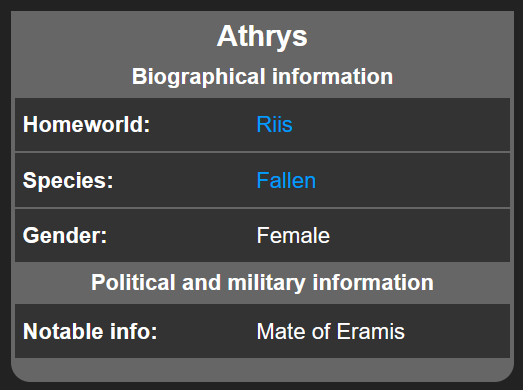 Athrys
Biographical information
Homeworld: Riis
Species: Fallen
Gender: Female
Political and military information
Notable info: Mate of Eramis